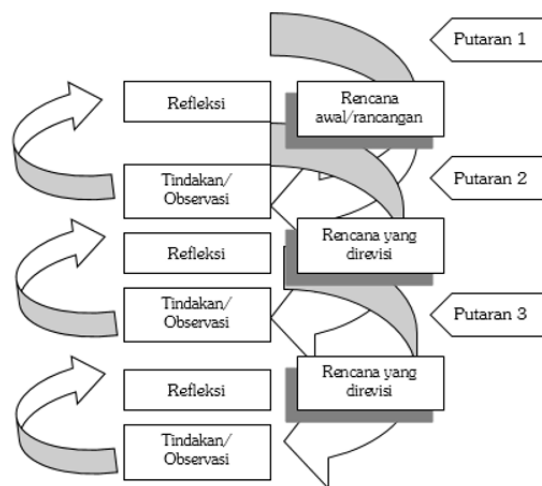 Putaran 1
Refleksi
Rencana
awal/rancangan
Putaran 2
Tindakan/
Observasi
Rencana yang
direvisi
Refleksi
Tindakan/
Observasi
Putaran 3
Refleksi
Rencana yang
direvisi
Tindakan/
Observasi